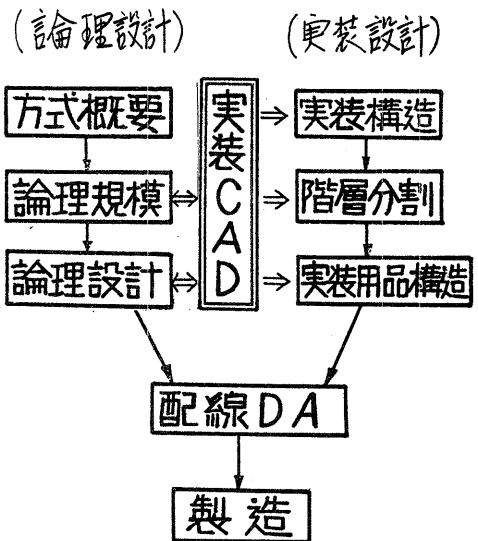 (論理設計)
(実装設計)
方式概要
実装CAD
実装構造
論理規模
階層分割
論理設計
実装用品構造
配線DA
製造